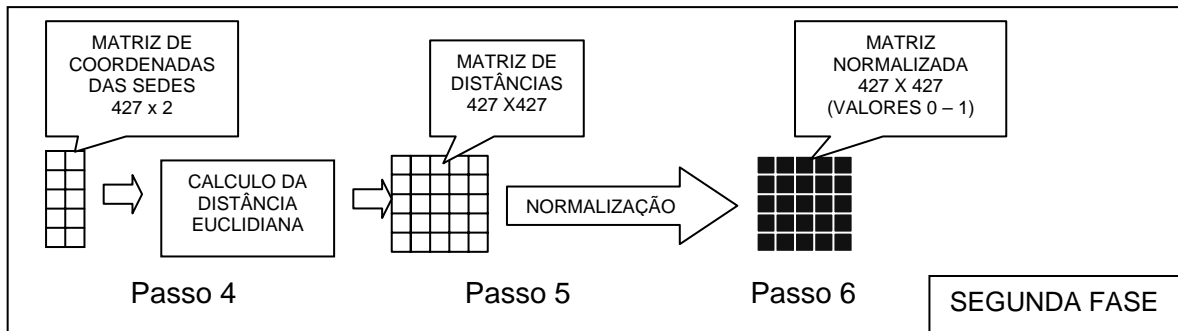 MATRIZ DE
COORDENADAS
DAS SEDES
427 x 2
MATRIZ DE
DISTÂNCIAS
427 X427
MATRIZ
NORMALIZADA
427 X 427
(VALORES 0 – 1)
CALCULO DA
DISTÂNCIA
EUCLIDIANA
NORMALIZAÇÃO
Passo 4
Passo 5
Passo 6
SEGUNDA FASE